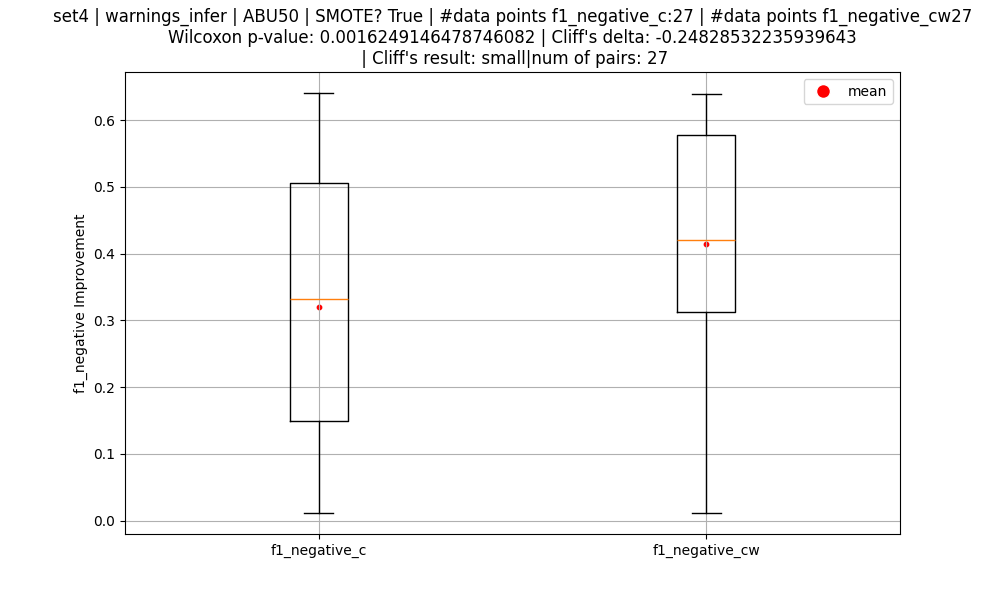 set4 | warnings_infer | ABU50 | SMOTE? True | #data points f1_negative_c:27 | #data points f1_negative_cw27
Wilcoxon p-value: 0.0016249146478746082 | Cliff's delta: -0.24828532235939643
| Cliff's result: small|num of pairs: 27
mean
f1_negative Improvement
0.6
0.5
0.4
0.3
0.2
0.1
0.0
f1_negative_c
f1_negative_cw